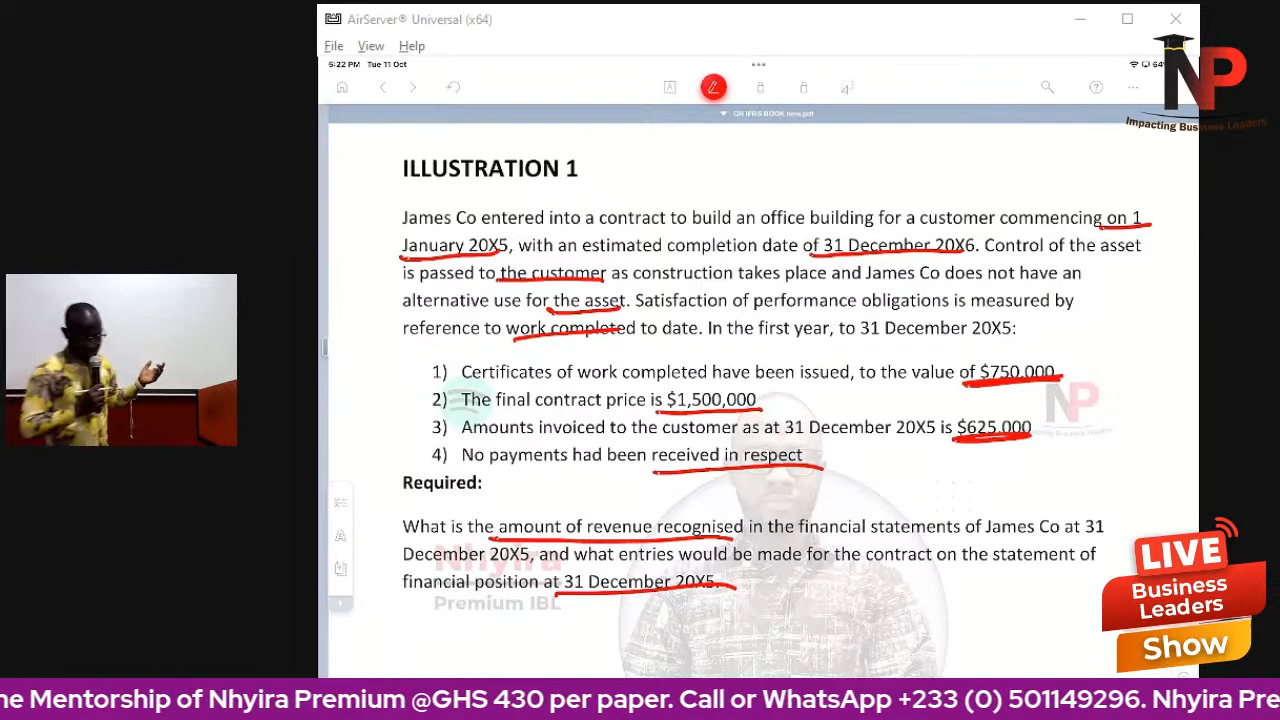 AirServer® Universal (x64)
File View Help
5:22 PM Tue 11 Oct
64%
NP
Impacting Business Leaders
CH IFRS BOOK new.pdf
ILLUSTRATION 1
James Co entered into a contract to build an office building for a customer commencing on 1
January 20X5, with an estimated completion date of 31 December 20X6. Control of the asset
is passed to the customer as construction takes place and James Co does not have an
alternative use for the asset. Satisfaction of performance obligations is measured by
reference to work completed to date. In the first year, to 31 December 20X5:
1) Certificates of work completed have been issued, to the value of $750,000
2) The final contract price is $1,500,000
3) Amounts invoiced to the customer as at 31 December 20X5 is $625,000
4) No payments had been received in respect
NP
Required:
What is the amount of revenue recognised in the financial statements of James Co at 31
December 20X5, and what entries would be made for the contract on the statement of
financial position at 31 December 20X5.
Nhyira
Premium IBL
LIVE
Business
Leaders
Show
he Mentorship of Nhyira Premium @GHS 430 per paper. Call or WhatsApp +233 (0) 501149296. Nhyira Pre